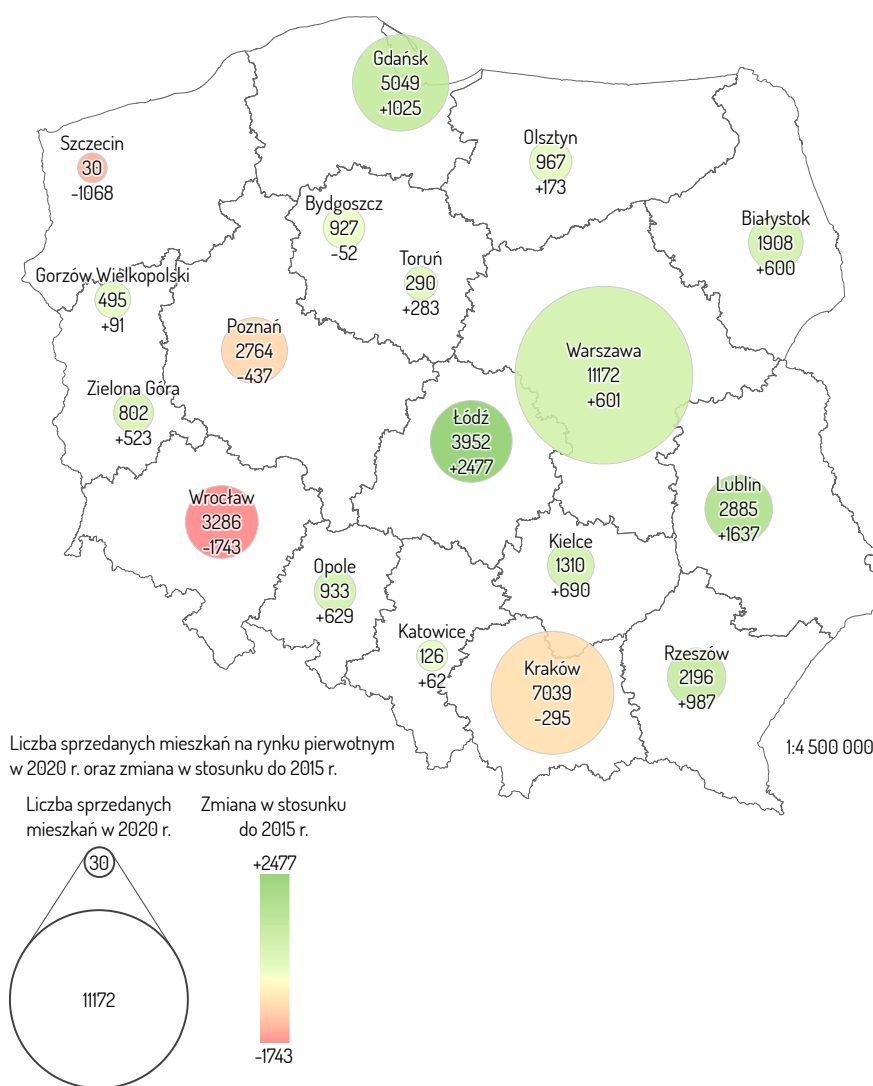 Gdańsk
5049
+1025
Szczecin
30
-1068
Olsztyn
967
+173
Bydgoszcz
927
-52
Białystok
1908
+600
Toruń
290
+283
Gorzów Wielkopolski
495
+91
Poznań
2764
-437
Warszawa
11172
+601
Zielona Góra
802
+523
Łódź
3952
+2477
Wrocław
3286
-1743
Lublin
2885
+1637
Kielce
1310
+690
Opole
933
+629
Katowice
126
+62
Kraków
7039
-295
Rzeszów
2196
+987
1:4 500 000
Liczba sprzedanych mieszkań na rynku pierwotnym
w 2020 r. oraz zmiana w stosunku do 2015 r.
Liczba sprzedanych
mieszkań w 2020 r.
30
11172
Zmiana w stosunku
do 2015 r.
+2477
-1743